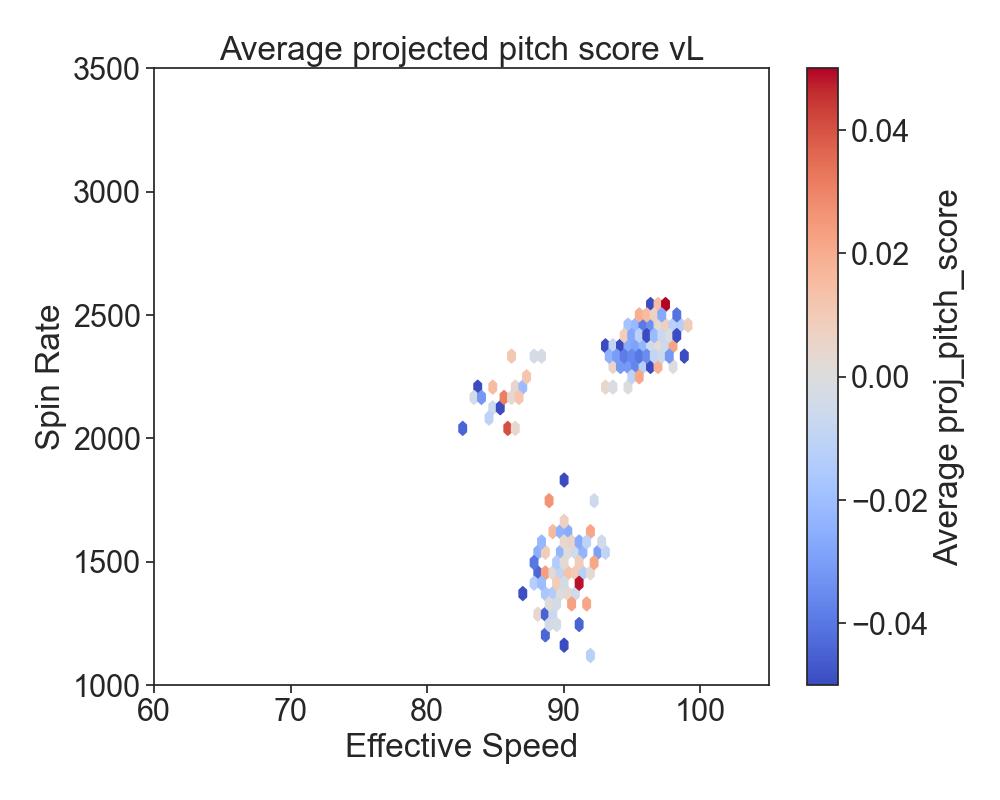 Average projected pitch score vL
3500
3000
2500
2000
1500
1000
Spin Rate
60 70 80 90 100
Effective Speed
0.04
0.02
0.00
−0.02
−0.04
Average proj_pitch_score